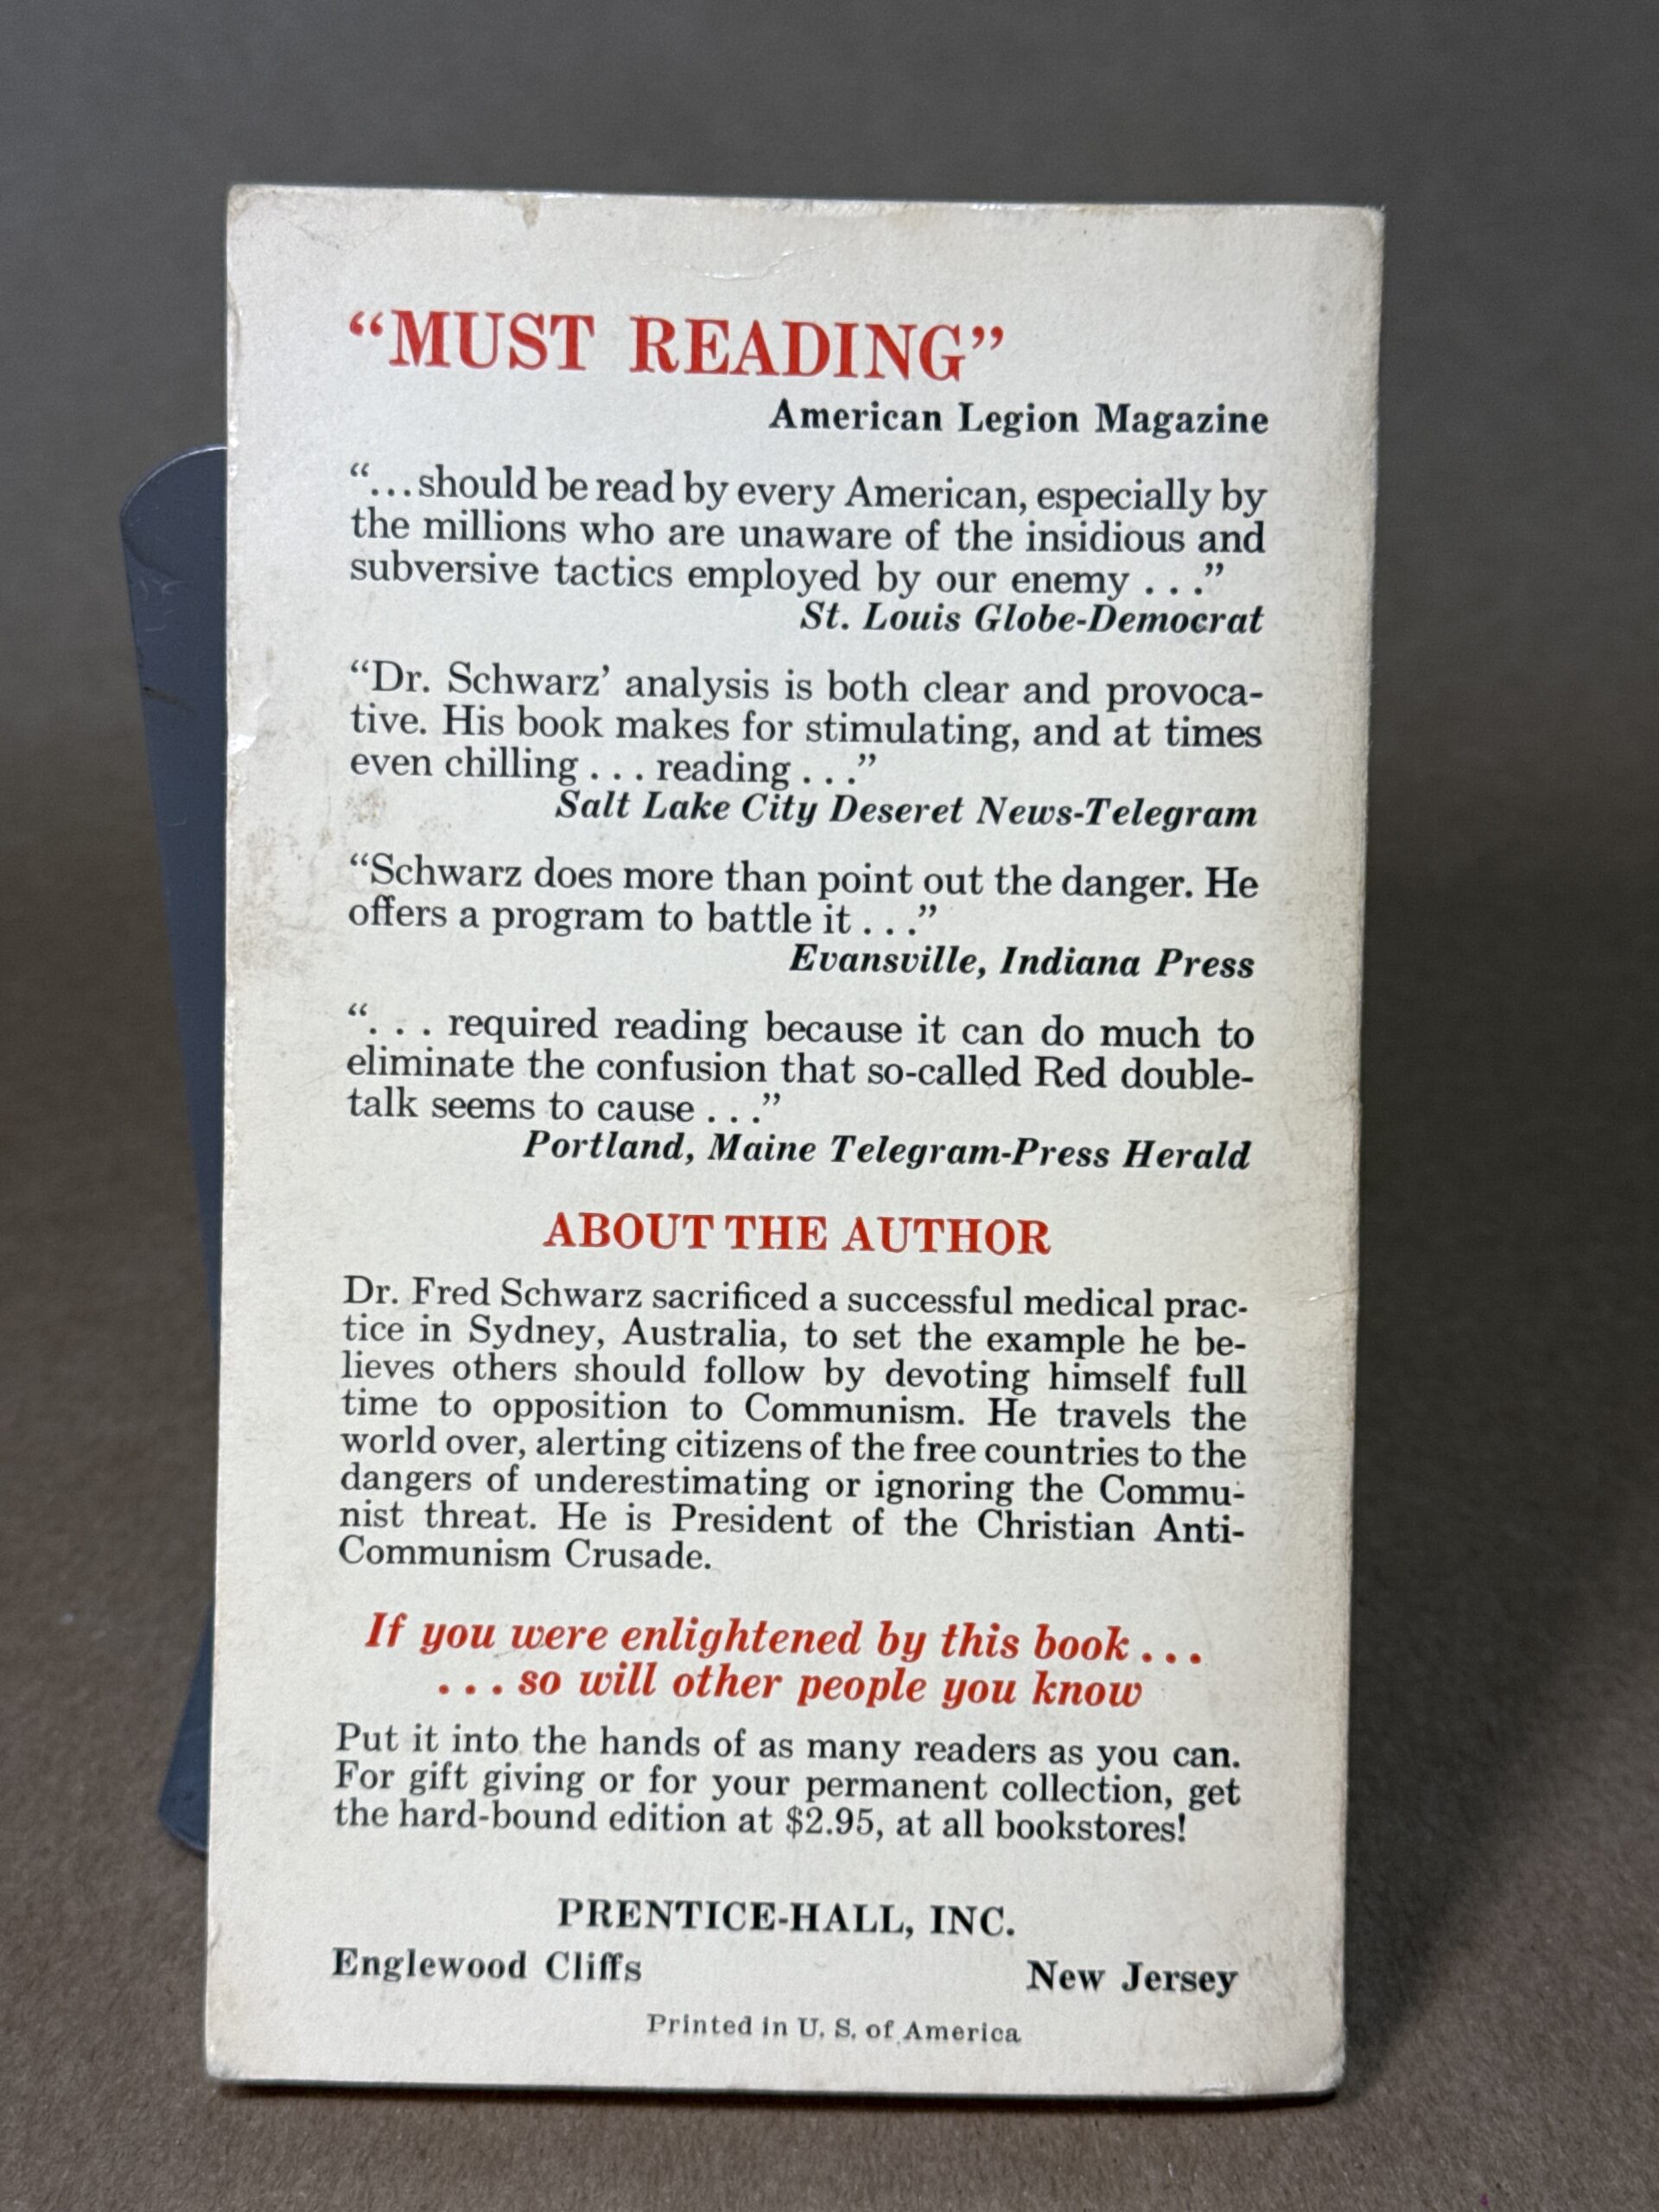 “MUST READING”
American Legion Magazine
“...should be read by every American, especially by
the millions who are unaware of the insidious and
subversive tactics employed by our enemy . . .”
St. Louis Globe-Democrat
“Dr. Schwarz’ analysis is both clear and provoca-
tive. His book makes for stimulating, and at times
even chilling . . . reading . . .”
Salt Lake City Deseret News-Telegram
“Schwarz does more than point out the danger. He
offers a program to battle it . . .”
Evansville, Indiana Press
“. . . required reading because it can do much to
eliminate the confusion that so-called Red double-
talk seems to cause . . .”
Portland, Maine Telegram-Press Herald
ABOUT THE AUTHOR
Dr. Fred Schwarz sacrificed a successful medical prac-
tice in Sydney, Australia, to set the example he be-
lieves others should follow by devoting himself full
time to opposition to Communism. He travels the
world over, alerting citizens of the free countries to the
dangers of underestimating or ignoring the Commu-
nist threat. He is President of the Christian Anti-
Communism Crusade.
If you were enlightened by this book . . .
. . . so will other people you know
Put it into the hands of as many readers as you can.
For gift giving or for your permanent collection, get
the hard-bound edition at $2.95, at all bookstores!
PRENTICE-HALL, INC.
Englewood Cliffs New Jersey
Printed in U. S. of America